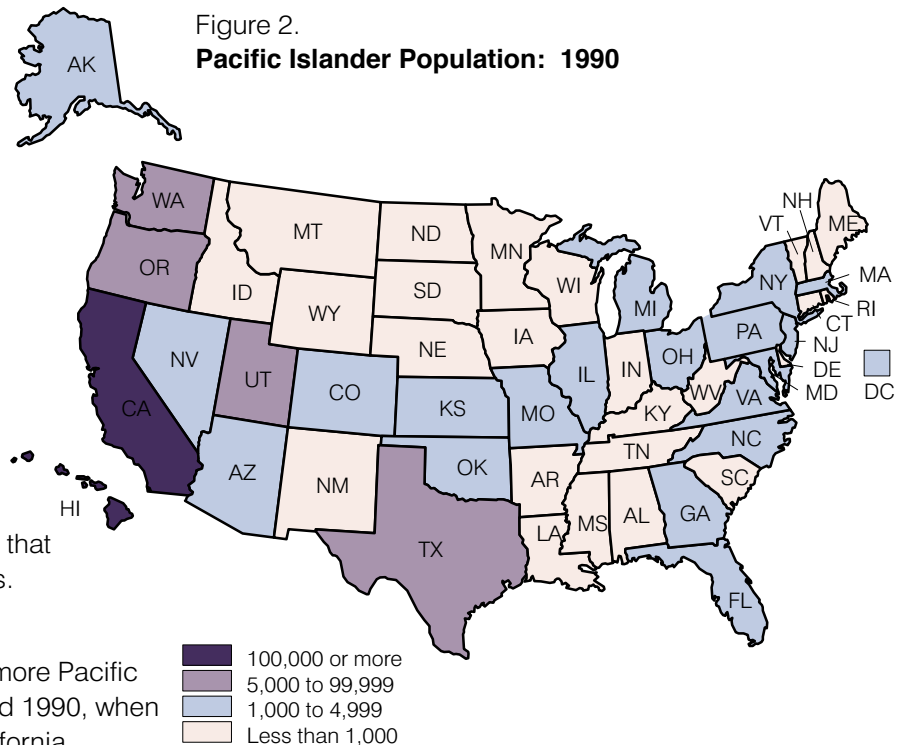 Figure 2.
Pacific Islander Population: 1990
AK
WA
MT
ND
MN
VT
NH
ME
OR
ID
SD
WI
MI
NY
MA
RI
CT
WY
IA
PA
NJ
NE
NV
UT
CO
IL
IN
OH
DE
MD
DC
WV
VA
CA
KS
MO
KY
NC
AZ
NM
OK
AR
TN
SC
HI
TX
LA
MS
AL
GA
FL
that
s.
more Pacific
d 1990, when
fornia
100,000 or more
5,000 to 99,999
1,000 to 4,999
Less than 1,000